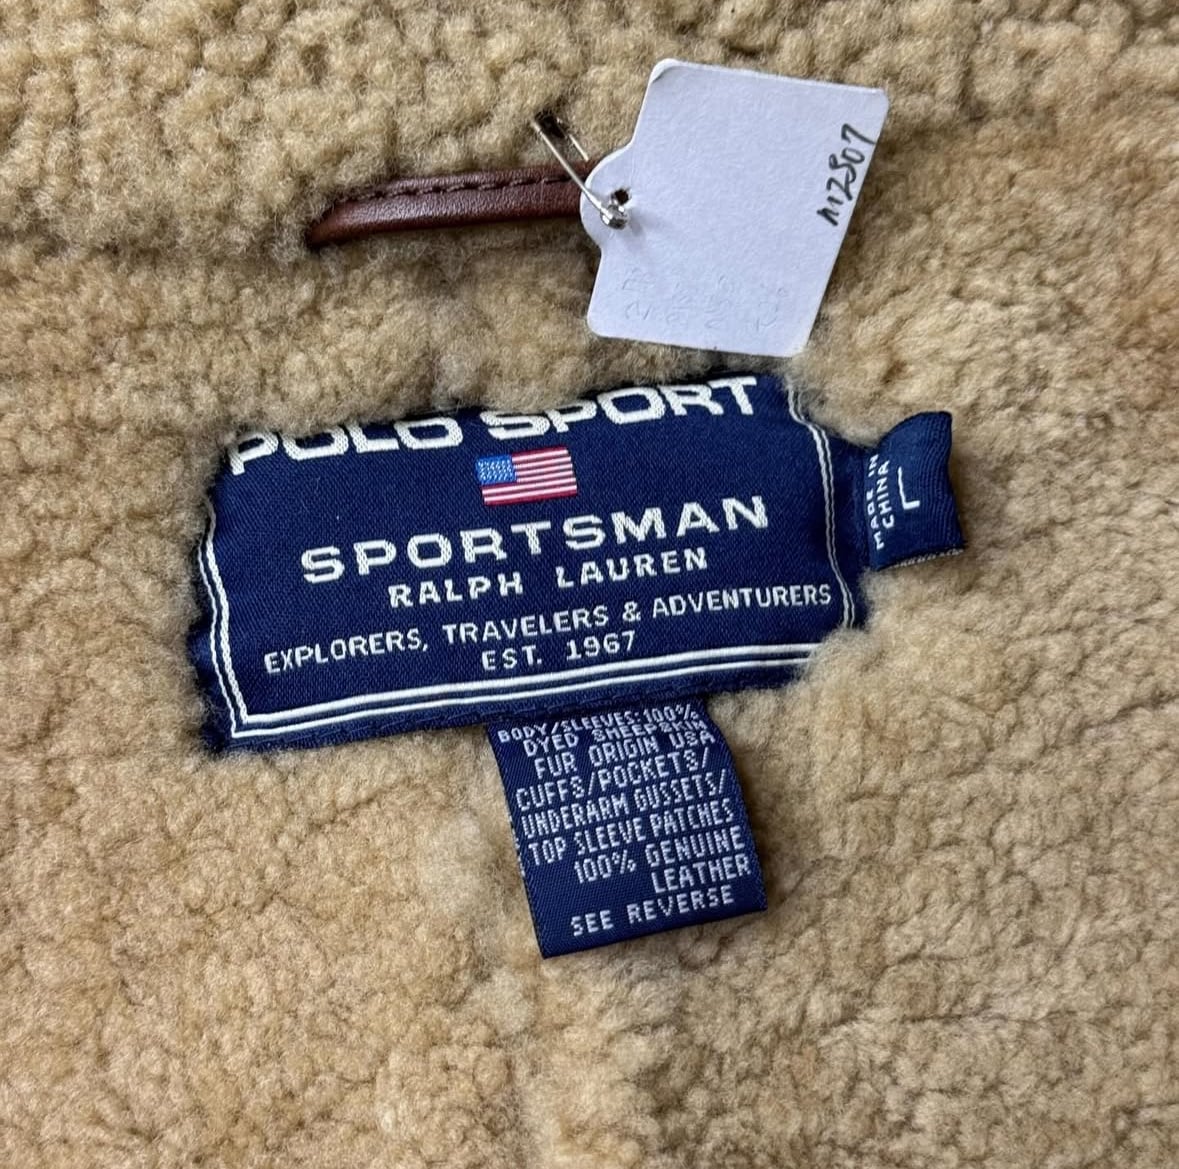 POLO SPORT
SPORTSMAN
RALPH LAUREN
EXPLORERS, TRAVELERS & ADVENTURERS
EST. 1967
MADE IN
CHINA
L
BODY/SLEEVES:100%
DYED SHEEPSKIN
FUR ORIGIN USA
CUFFS/POCKETS/
UNDERARM GUSSETS/
TOP SLEEVE PATCHES
100% GENUINE
LEATHER
SEE REVERSE